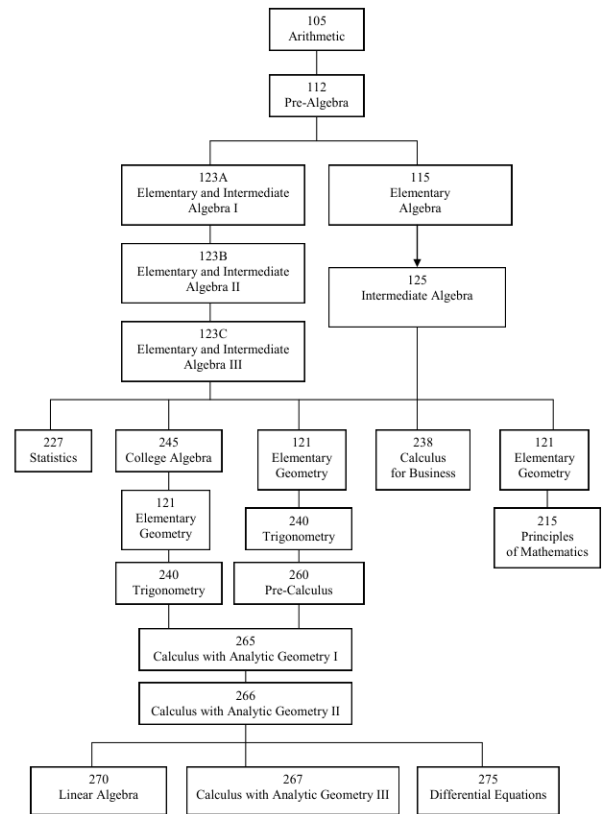 105
Arithmetic
112
Pre-Algebra
123A
Elementary and Intermediate
Algebra I
115
Elementary
Algebra
123B
Elementary and Intermediate
Algebra II
125
Intermediate Algebra
123C
Elementary and Intermediate
Algebra III
227
Statistics
245
College Algebra
121
Elementary
Geometry
238
Calculus
for Business
121
Elementary
Geometry
121
Elementary
Geometry
240
Trigonometry
215
Principles
of Mathematics
240
Trigonometry
260
Pre-Calculus
265
Calculus with Analytic Geometry I
266
Calculus with Analytic Geometry II
270
Linear Algebra
267
Calculus with Analytic Geometry III
275
Differential Equations